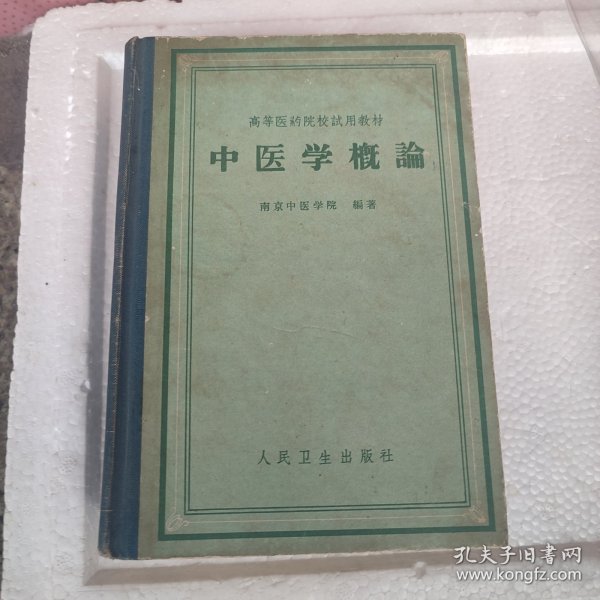 高等医药院校試用教材
中医学概論
南京中医学院 編著
人民卫生出版社
孔夫子旧書网
www.kongfz.com